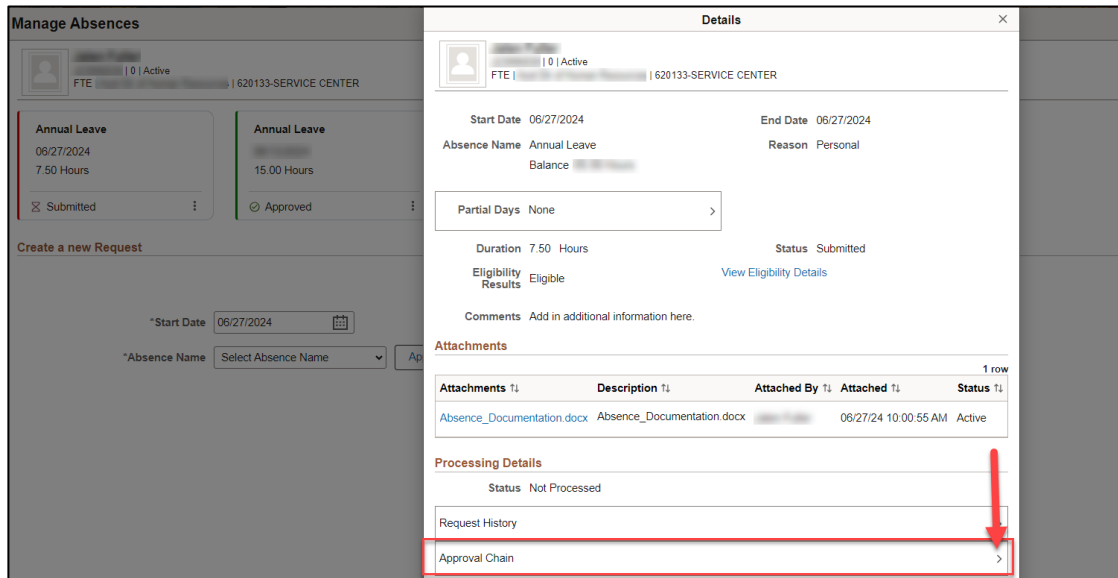 Manage Absences
| 0 | Active
FTE | | 620133-SERVICE CENTER
Annual Leave
06/27/2024
7.50 Hours
Submitted
Annual Leave
15.00 Hours
Approved
Create a new Request
*Start Date 06/27/2024
*Absence Name Select Absence Name
Details
| 0 | Active
FTE | | 620133-SERVICE CENTER
Start Date 06/27/2024 End Date 06/27/2024
Absence Name Annual Leave Reason Personal
Balance
Partial Days None
Duration 7.50 Hours Status Submitted
Eligibility Results Eligible View Eligibility Details
Comments Add in additional information here.
Attachments
1 row
Attachments Description Attached By Attached Status
Absence_Documentation.docx Absence_Documentation.docx 06/27/24 10:00:55 AM Active
Processing Details
Status Not Processed
Request History
Approval Chain